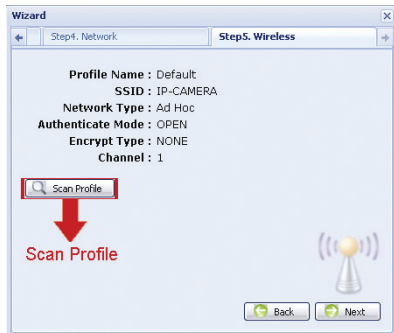 Wizard
Step4. Network
Step5. Wireless
Profile Name : Default
SSID : IP-CAMERA
Network Type : Ad Hoc
Authenticate Mode : OPEN
Encrypt Type : NONE
Channel : 1
Scan Profile
Scan Profile
Back
Next